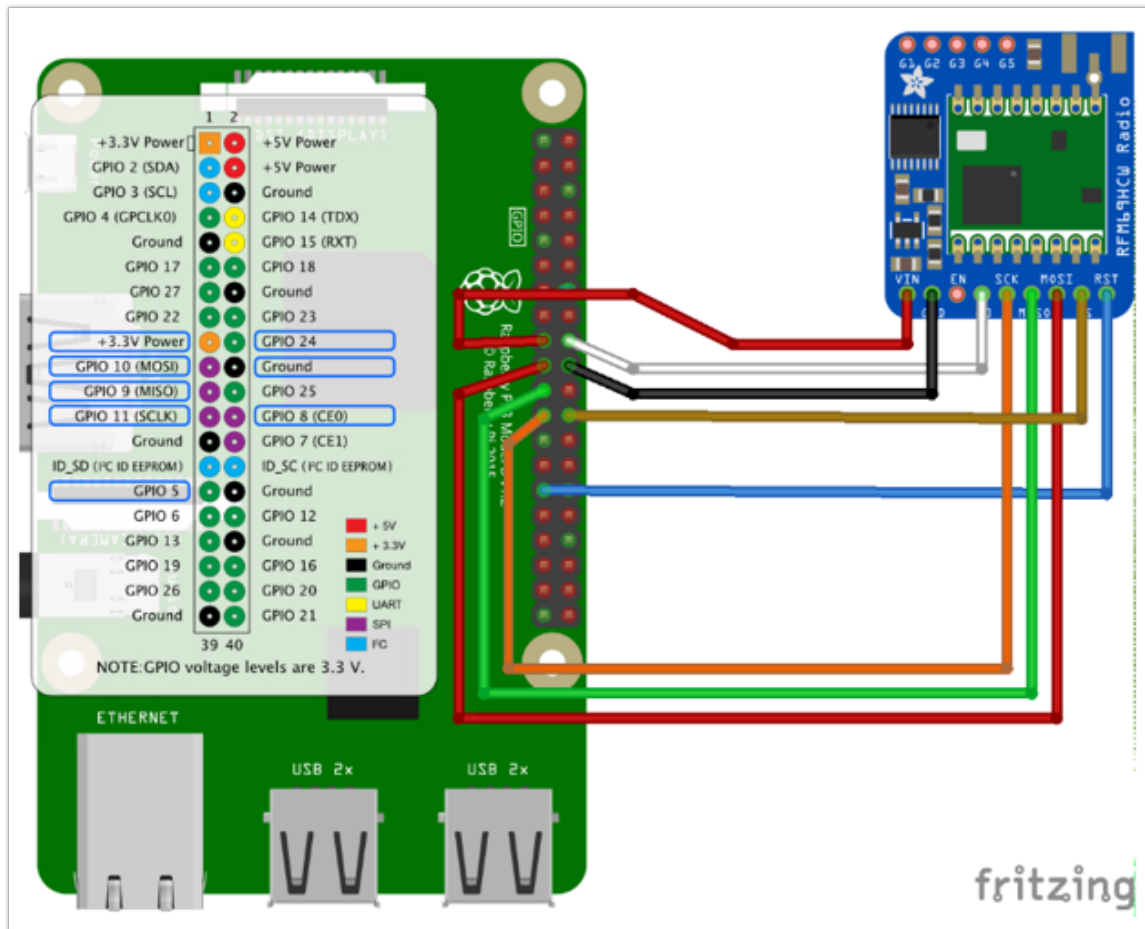 DSI (DISPLAY)
1 2
+3.3V Power
+5V Power
GPIO 2 (SDA)
+5V Power
GPIO 3 (SCL)
Ground
GPIO 4 (GPCLK0)
GPIO 14 (TDX)
Ground
GPIO 15 (RXT)
GPIO 17
GPIO 18
GPIO 27
Ground
GPIO 22
GPIO 23
+3.3V Power
GPIO 24
GPIO 10 (MOSI)
Ground
GPIO 9 (MISO)
GPIO 25
GPIO 11 (SCLK)
GPIO 8 (CE0)
Ground
GPIO 7 (CE1)
ID_SD (I²C ID EEPROM)
ID_SC (I²C ID EEPROM)
GPIO 5
Ground
GPIO 6
GPIO 12
GPIO 13
Ground
GPIO 19
GPIO 16
GPIO 26
GPIO 20
Ground
GPIO 21
+ 5V
+ 3.3V
Ground
GPIO
UART
SPI
I²C
39 40
NOTE:GPIO voltage levels are 3.3 V.
ETHERNET
USB 2x
USB 2x
GPIO
G1 G2 G3 G4 G5
RFM69HCW Radio
VIN EN SCK MOSI RST
fritzing